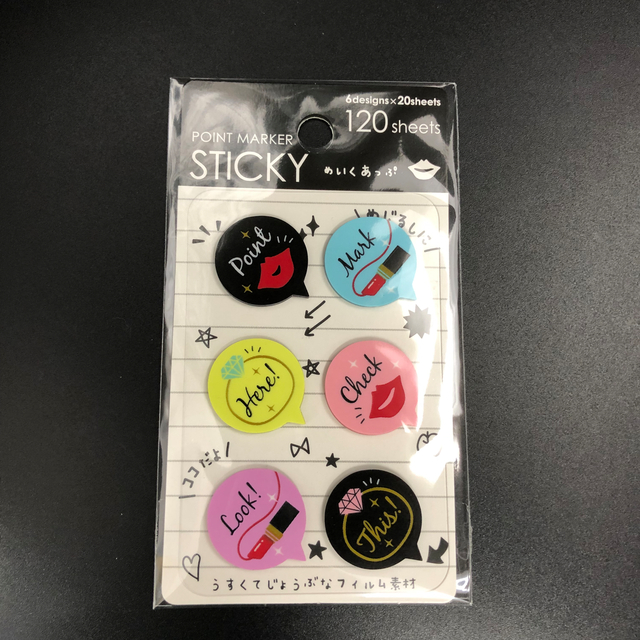 6designs×20sheets
120 sheets
POINT MARKER
STICKY めいくあっぷ
\めじるしに/
Point
Mark
Here!
Check
\ココだよ/
Look!
This!
うすくてじょうぶなフィルム素材